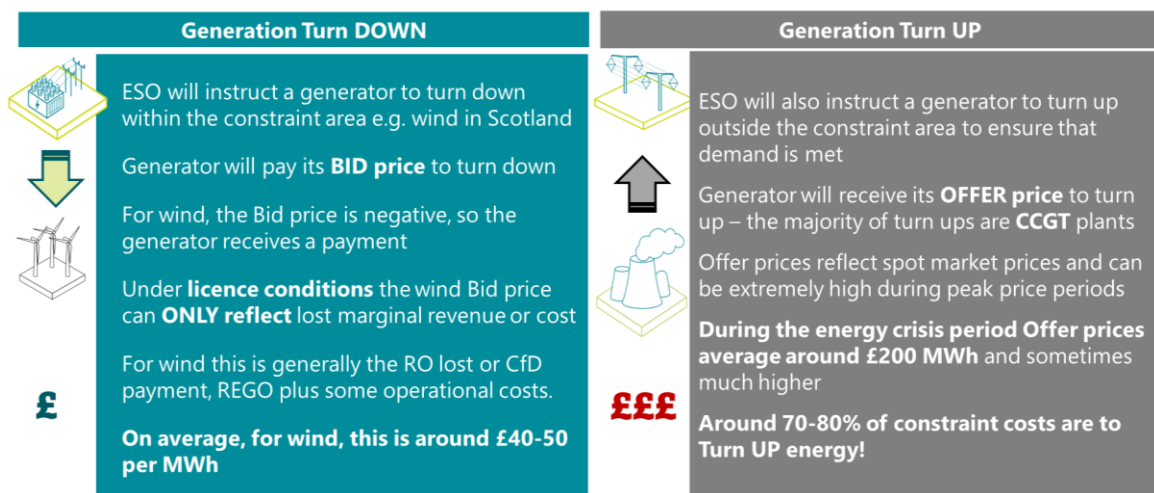 Generation Turn DOWN
ESO will instruct a generator to turn down
within the constraint area e.g. wind in Scotland
Generator will pay its BID price to turn down
For wind, the Bid price is negative, so the
generator receives a payment
Under licence conditions the wind Bid price
can ONLY reflect lost marginal revenue or cost
For wind this is generally the RO lost or CfD
payment, REGO plus some operational costs.
£
On average, for wind, this is around £40-50
per MWh
Generation Turn UP
ESO will also instruct a generator to turn up
outside the constraint area to ensure that
demand is met
Generator will receive its OFFER price to turn
up – the majority of turn ups are CCGT plants
Offer prices reflect spot market prices and can
be extremely high during peak price periods
During the energy crisis period Offer prices
average around £200 MWh and sometimes
much higher
£££
Around 70-80% of constraint costs are to
Turn UP energy!